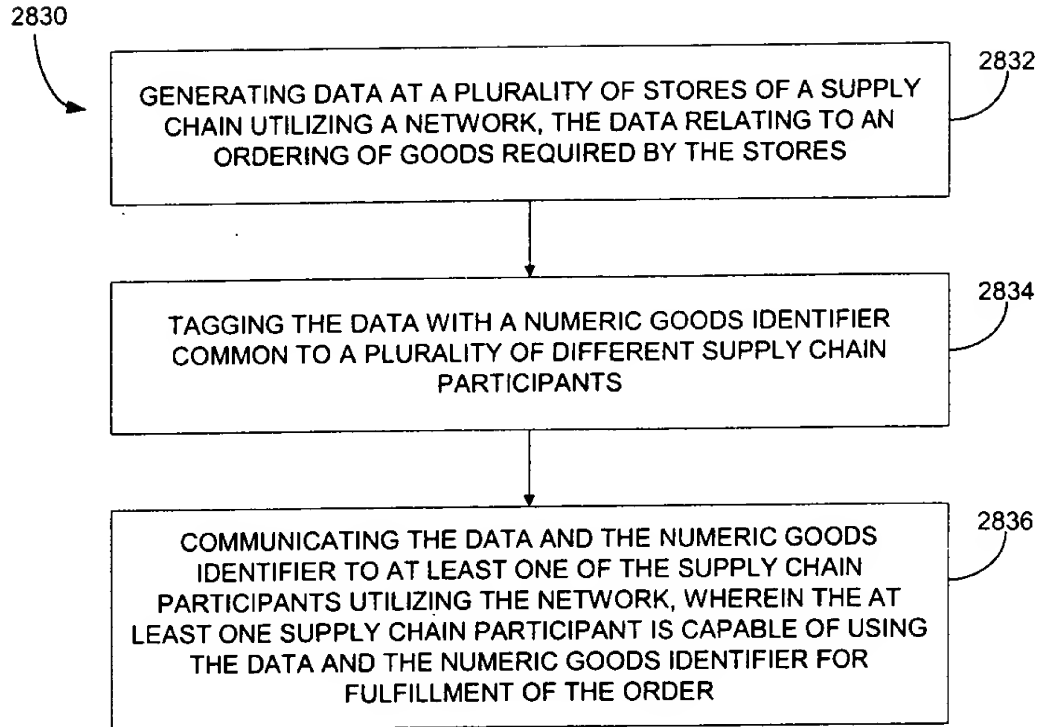 2830
2832
GENERATING DATA AT A PLURALITY OF STORES OF A SUPPLY
CHAIN UTILIZING A NETWORK, THE DATA RELATING TO AN
ORDERING OF GOODS REQUIRED BY THE STORES
2834
TAGGING THE DATA WITH A NUMERIC GOODS IDENTIFIER
COMMON TO A PLURALITY OF DIFFERENT SUPPLY CHAIN
PARTICIPANTS
2836
COMMUNICATING THE DATA AND THE NUMERIC GOODS
IDENTIFIER TO AT LEAST ONE OF THE SUPPLY CHAIN
PARTICIPANTS UTILIZING THE NETWORK, WHEREIN THE AT
LEAST ONE SUPPLY CHAIN PARTICIPANT IS CAPABLE OF USING
THE DATA AND THE NUMERIC GOODS IDENTIFIER FOR
FULFILLMENT OF THE ORDER